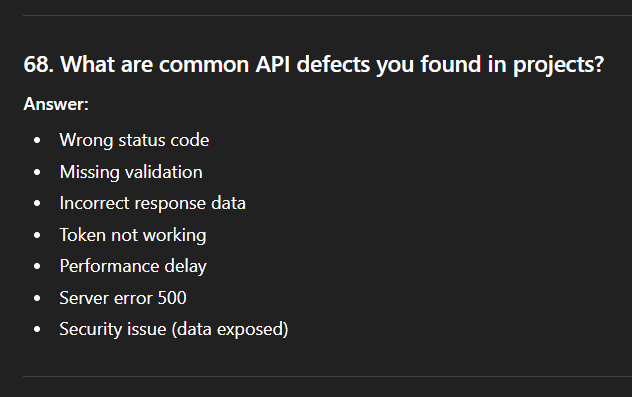 68. What are common API defects you found in projects?
Answer:
• Wrong status code
• Missing validation
• Incorrect response data
• Token not working
• Performance delay
• Server error 500
• Security issue (data exposed)